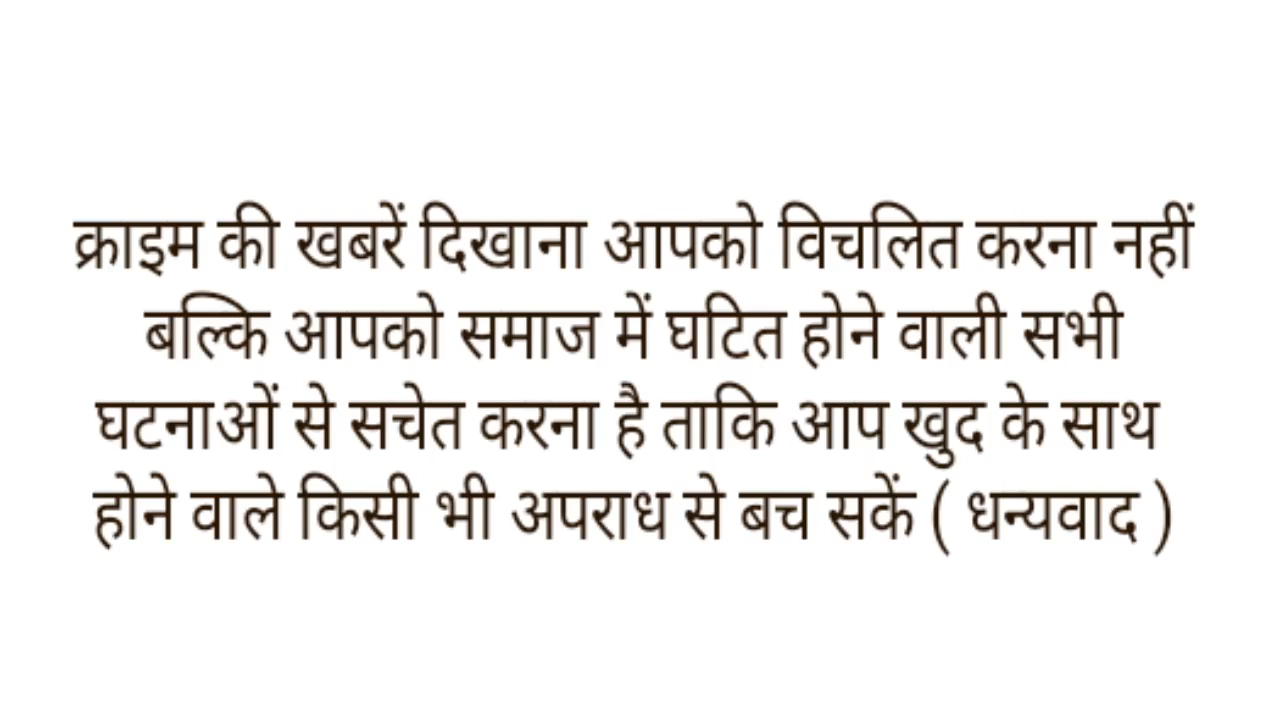 क्राइम की खबरें दिखाना आपको विचलित करना नहीं
बल्कि आपको समाज में घटित होने वाली सभी
घटनाओं से सचेत करना है ताकि आप खुद के साथ
होने वाले किसी भी अपराध से बच सकें ( धन्यवाद )